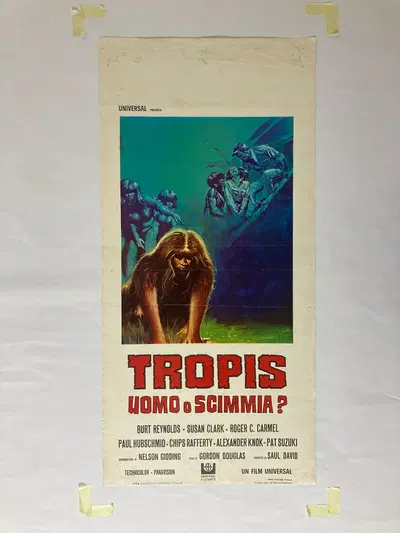 UNIVERSAL PRESENTA
TROPIS
UOMO O SCIMMIA?
BURT REYNOLDS • SUSAN CLARK • ROGER C. CARMEL
PAUL HUBSCHMID • CHIPS RAFFERTY • ALEXANDER KNOK • PAT SUZUKI
NELSON GIDDING GORDON DOUGLAS SAUL DAVID
TECHNICOLOR • PANAVISION UN FILM UNIVERSAL